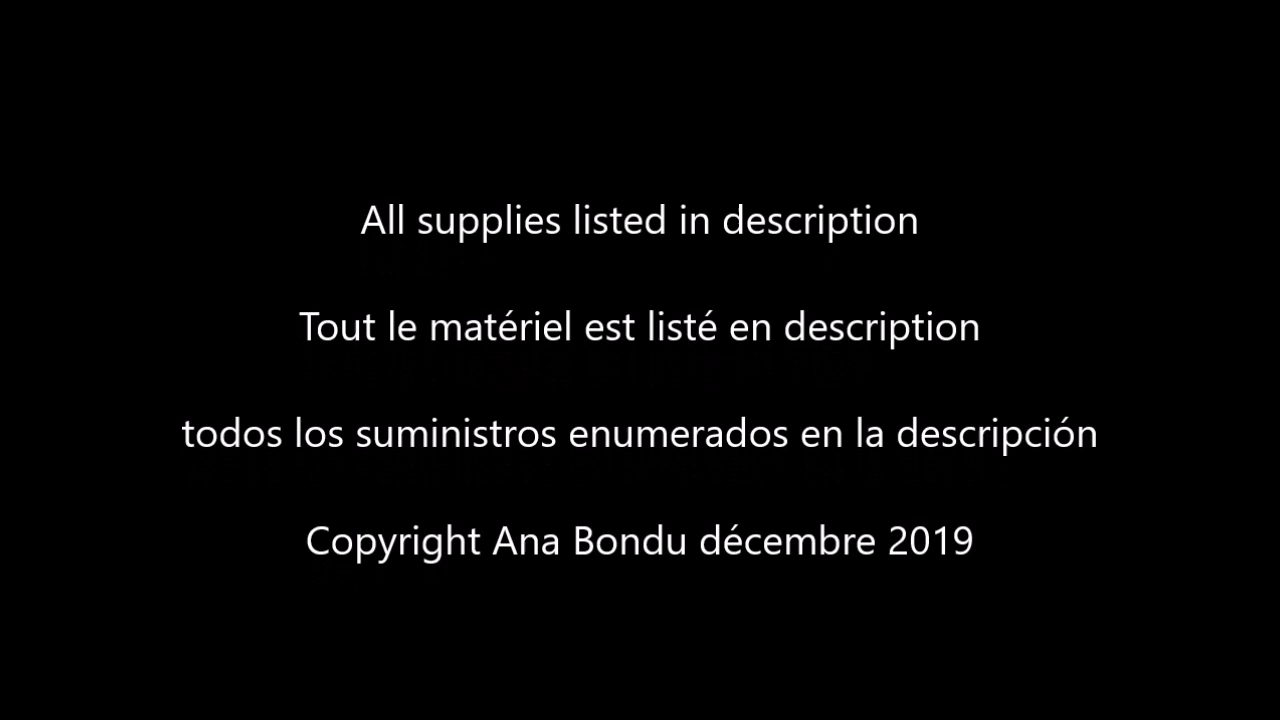 All supplies listed in description
Tout le matériel est listé en description
todos los suministros enumerados en la descripción
Copyright Ana Bondu décembre 2019